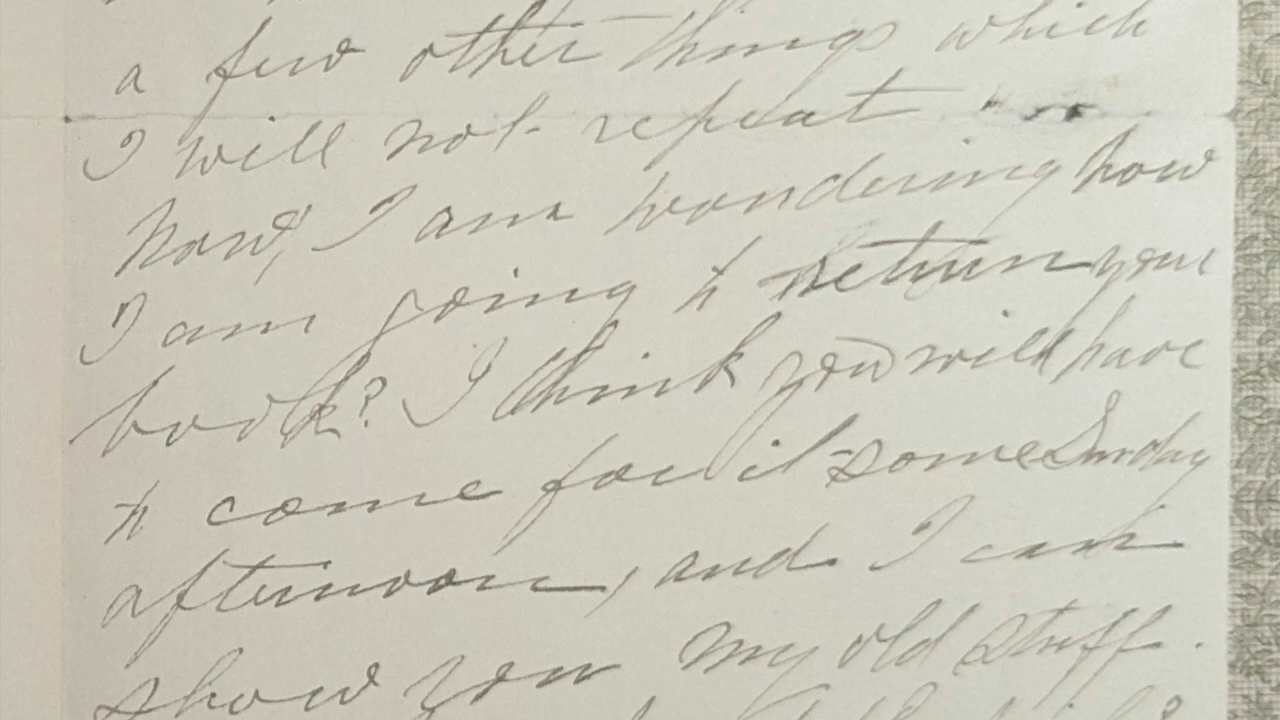 a few other things which
I will not repeat
Now, I am wondering how
I am going to return your
book? I think you will have
to come for it some Sunday
afternoon, and I can
show you my old stuff.